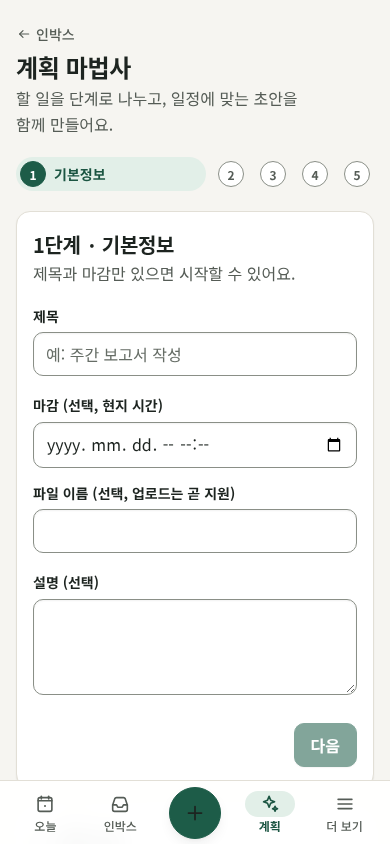 ← 인박스
계획 마법사
할 일을 단계로 나누고, 일정에 맞는 초안을
함께 만들어요.
1 기본정보 2 3 4 5
1단계 · 기본정보
제목과 마감만 있으면 시작할 수 있어요.
제목
예: 주간 보고서 작성
마감 (선택, 현지 시간)
yyyy. mm. dd. -- --:--
파일 이름 (선택, 업로드는 곧 지원)
설명 (선택)
다음
오늘 인박스 + 계획 더 보기